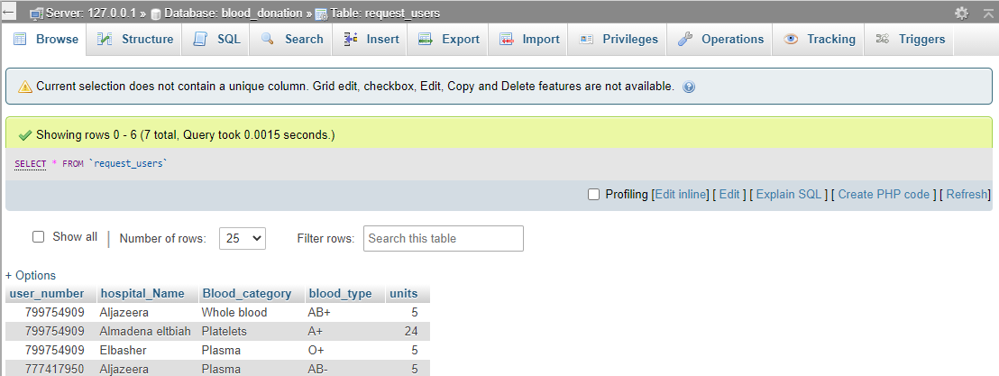 Server: 127.0.0.1 » Database: blood_donation » Table: request_users
Browse Structure SQL Search Insert Export Import Privileges Operations Tracking Triggers
Current selection does not contain a unique column. Grid edit, checkbox, Edit, Copy and Delete features are not available.
Showing rows 0 - 6 (7 total, Query took 0.0015 seconds.)
SELECT * FROM `request_users`
Profiling [Edit inline] [ Edit ] [ Explain SQL ] [ Create PHP code ] [ Refresh]
Show all | Number of rows: 25 Filter rows: Search this table
+ Options
user_number hospital_Name Blood_category blood_type units
799754909 Aljazeera Whole blood AB+ 5
799754909 Almadena eltbiah Platelets A+ 24
799754909 Elbasher Plasma O+ 5
777417950 Aljazeera Plasma AB- 5